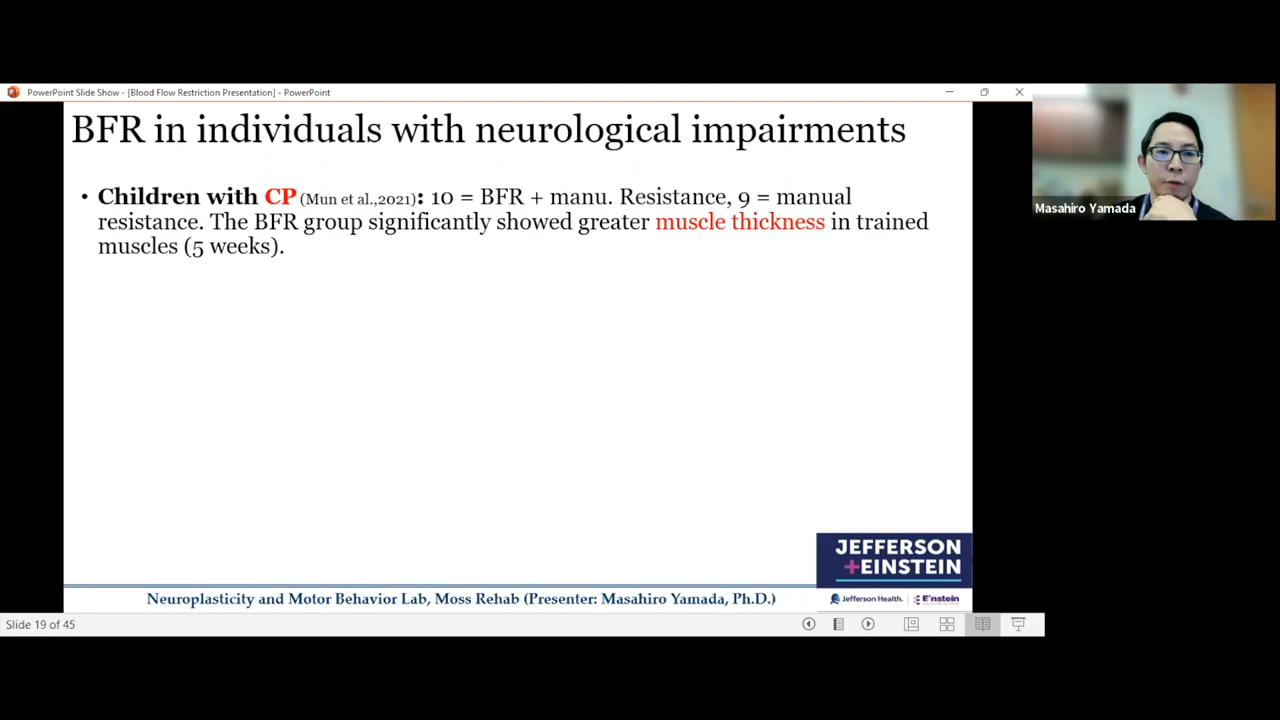 PowerPoint Slide Show - [Blood Flow Restriction Presentation] - PowerPoint
BFR in individuals with neurological impairments
• Children with CP (Mun et al.,2021): 10 = BFR + manu. Resistance, 9 = manual
resistance. The BFR group significantly showed greater muscle thickness in trained
muscles (5 weeks).
Masahiro Yamada
JEFFERSON
+EINSTEIN
Neuroplasticity and Motor Behavior Lab, Moss Rehab (Presenter: Masahiro Yamada, Ph.D.)
Jefferson Health. | E*nstein
Slide 19 of 45